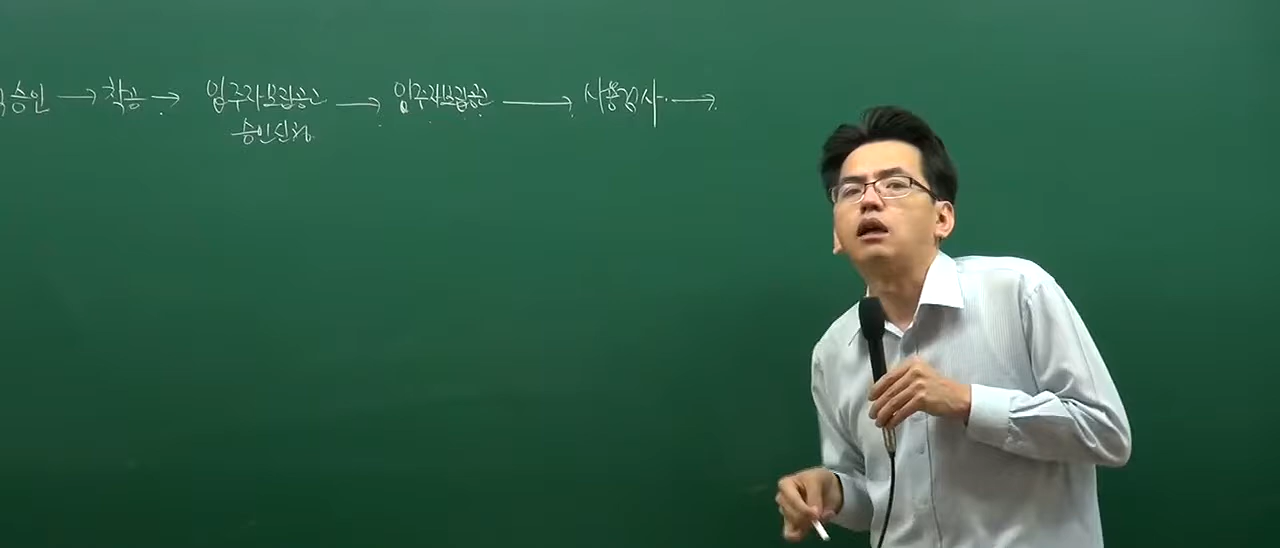 승인 → 착공 → 입주자모집공고 → 입주자모집공고 → 사용검사 →
승인신청